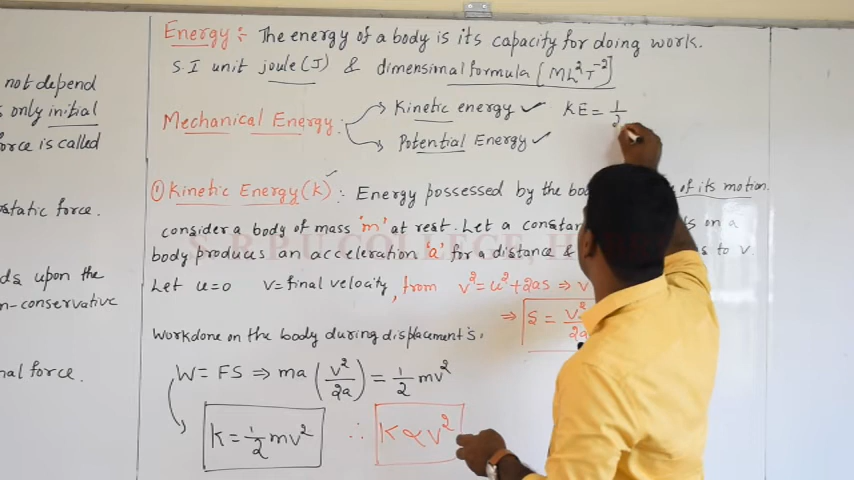 not depend
only initial
orce is called
static force.
ds upon the
n-conservative
nal force.
Energy :- The energy of a body is its capacity for doing work.
S.I unit joule (J) & dimensional formula [ML²T⁻²]
Mechanical Energy: Kinetic energy ✓ KE = 1/2
Potential Energy ✓
① Kinetic Energy (k) ✓ : Energy possessed by the bod of its motion.
consider a body of mass 'm' at rest. Let a constan on a
body produces an acceleration 'a' for a distance & to v.
Let u=0 v=final velocity, from v²=u²+2as ⇒ v
⇒ S = v²/2a
Workdone on the body during displacement 's'.
W = FS ⇒ ma (v²/2a) = 1/2 mv²
K = 1/2 mv² ∴ K ∝ v²